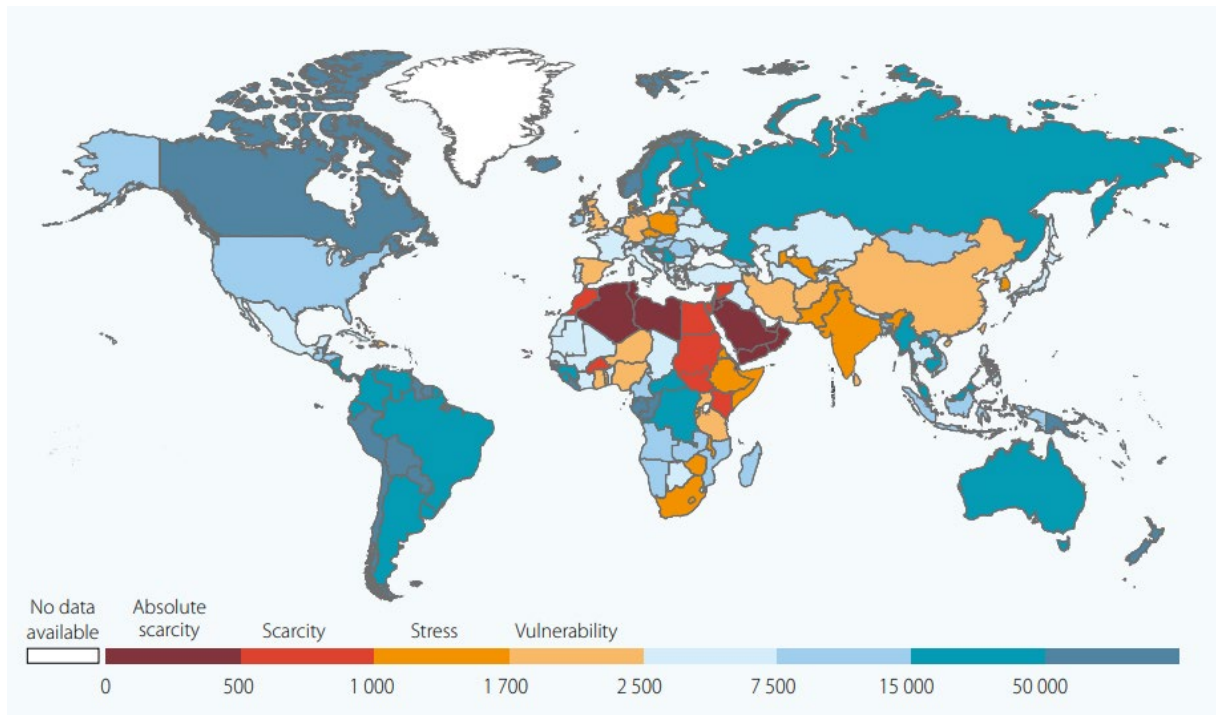 No data available
Absolute scarcity
Scarcity
Stress
Vulnerability
0
500
1 000
1 700
2 500
7 500
15 000
50 000